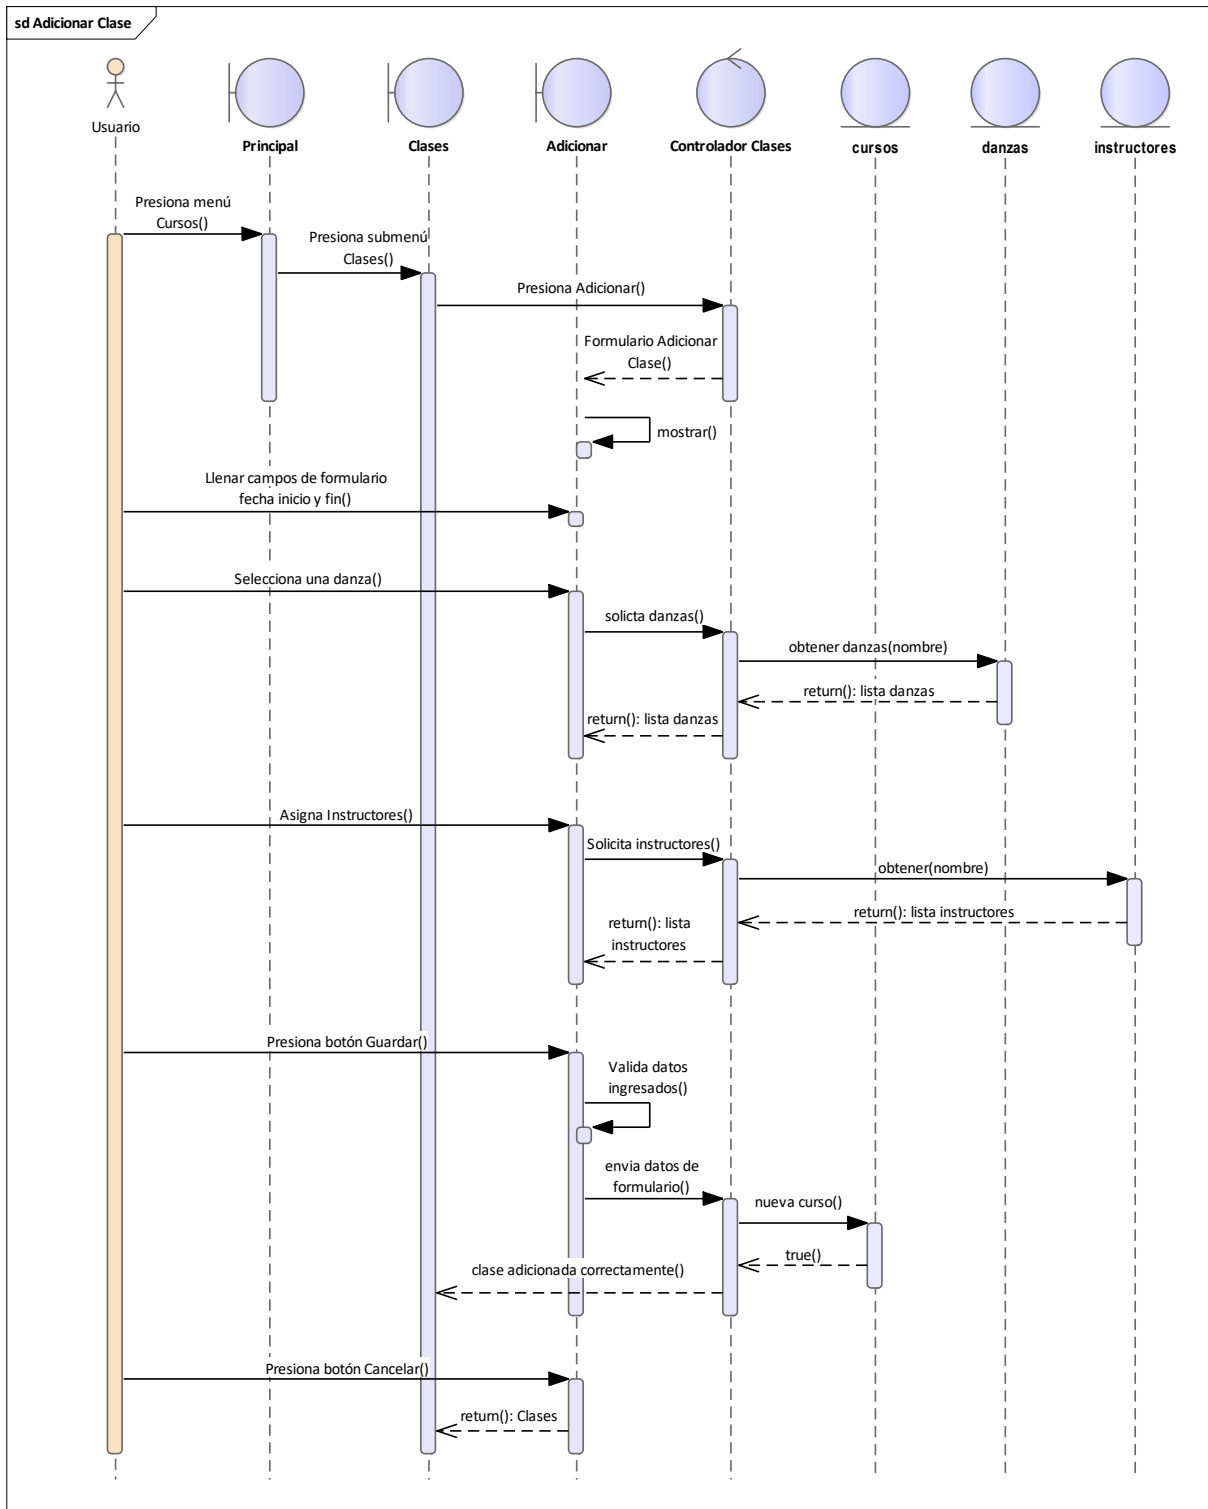 sd Adicionar Clase
Usuario
Principal
Clases
Adicionar
Controlador Clases
cursos
danzas
instructores
Presiona menú
Cursos()
Presiona submenú
Clases()
Presiona Adicionar()
Formulario Adicionar
Clase()
mostrar()
Llenar campos de formulario
fecha inicio y fin()
Selecciona una danza()
solicta danzas()
obtener danzas(nombre)
return(): lista danzas
return(): lista danzas
Asigna Instructores()
Solicita instructores()
obtener(nombre)
return(): lista instructores
return(): lista
instructores
Presiona botón Guardar()
Valida datos
ingresados()
envia datos de
formulario()
nueva curso()
true()
clase adicionada correctamente()
Presiona botón Cancelar()
return(): Clases